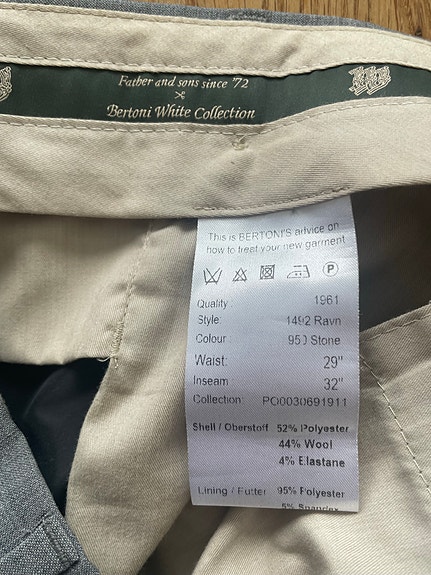 Father and sons since '72
Bertoni White Collection
This is BERTONI'S advice on
how to treat your new garment
P
Quality: 1961
Style: 1492 Ravn
Colour 950 Stone
Waist: 29"
Inseam 32"
Collection: PO0030691911
Shell / Oberstoff 52% Polyester
44% Wool
4% Elastane
Lining / Futter 95% Polyester
5% Spandex